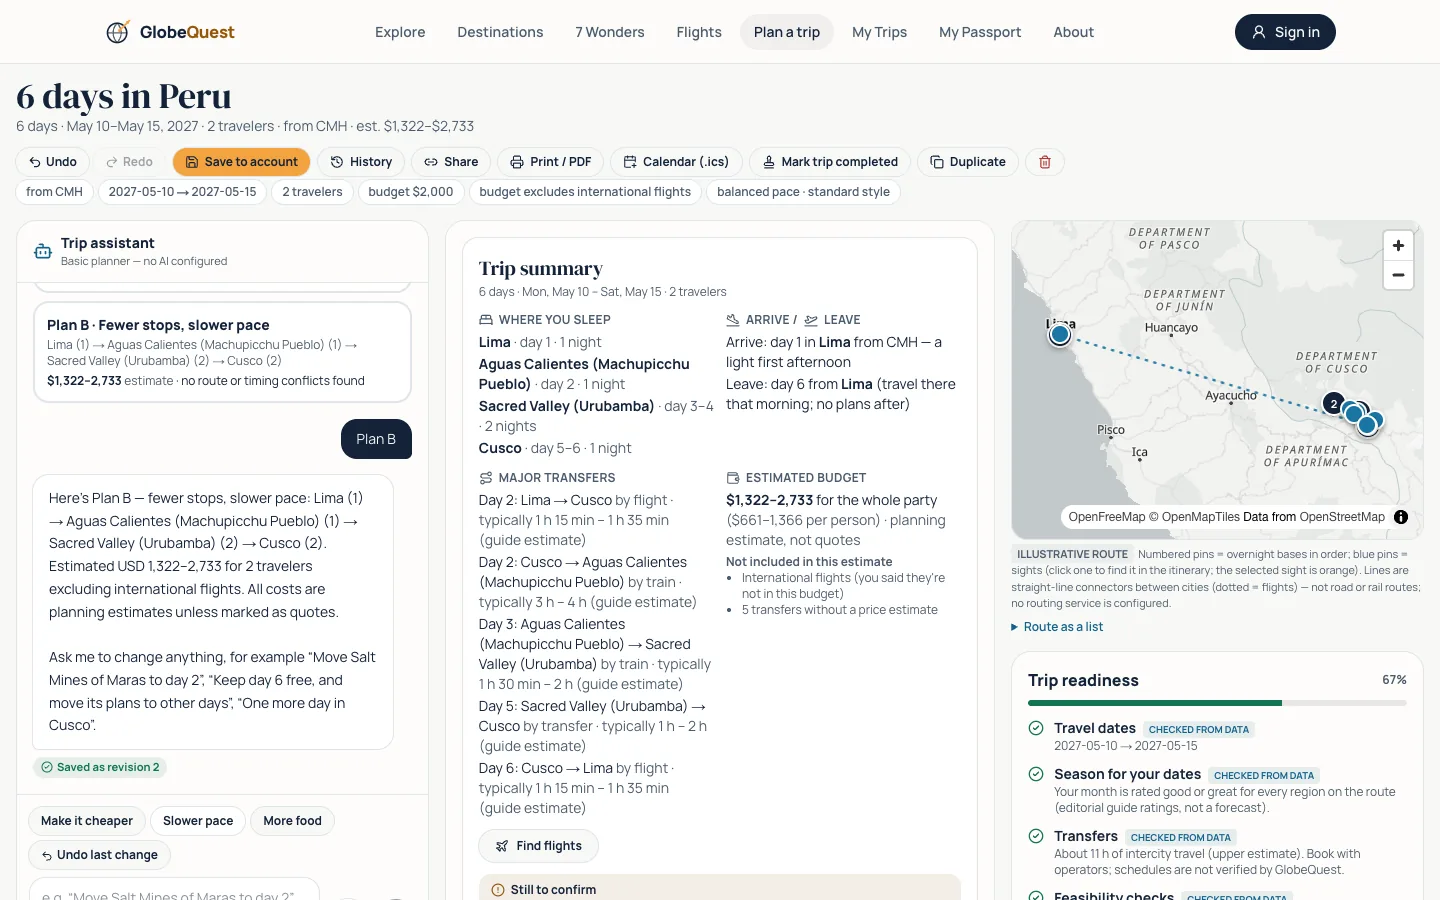 GlobeQuest
Explore
Destinations
7 Wonders
Flights
Plan a trip
My Trips
My Passport
About
Sign in
6 days in Peru
6 days · May 10–May 15, 2027 · 2 travelers · from CMH · est. $1,322–$2,733
Undo
Redo
Save to account
History
Share
Print / PDF
Calendar (.ics)
Mark trip completed
Duplicate
from CMH
2027-05-10 → 2027-05-15
2 travelers
budget $2,000
budget excludes international flights
balanced pace · standard style
Trip assistant
Basic planner — no AI configured
Plan B · Fewer stops, slower pace
Lima (1) → Aguas Calientes (Machupicchu Pueblo) (1) →
Sacred Valley (Urubamba) (2) → Cusco (2)
$1,322–2,733 estimate · no route or timing conflicts found
Plan B
Here's Plan B — fewer stops, slower pace: Lima (1)
→ Aguas Calientes (Machupicchu Pueblo) (1) →
Sacred Valley (Urubamba) (2) → Cusco (2).
Estimated USD 1,322–2,733 for 2 travelers
excluding international flights. All costs are
planning estimates unless marked as quotes.
Ask me to change anything, for example “Move Salt
Mines of Maras to day 2”, “Keep day 6 free, and
move its plans to other days”, “One more day in
Cusco”.
Saved as revision 2
Make it cheaper
Slower pace
More food
Undo last change
e.g. “Move Salt Mines of Maras to day 2”
Trip summary
6 days · Mon, May 10 – Sat, May 15 · 2 travelers
WHERE YOU SLEEP
Lima · day 1 · 1 night
Aguas Calientes (Machupicchu
Pueblo) · day 2 · 1 night
Sacred Valley (Urubamba) · day 3–4
· 2 nights
Cusco · day 5–6 · 1 night
ARRIVE / LEAVE
Arrive: day 1 in Lima from CMH — a
light first afternoon
Leave: day 6 from Lima (travel there
that morning; no plans after)
MAJOR TRANSFERS
Day 2: Lima → Cusco by flight ·
typically 1 h 15 min – 1 h 35 min
(guide estimate)
Day 2: Cusco → Aguas Calientes
(Machupicchu Pueblo) by train ·
typically 3 h – 4 h (guide estimate)
Day 3: Aguas Calientes
(Machupicchu Pueblo) → Sacred
Valley (Urubamba) by train · typically
1 h 30 min – 2 h (guide estimate)
Day 5: Sacred Valley (Urubamba) →
Cusco by transfer · typically 1 h – 2 h
(guide estimate)
Day 6: Cusco → Lima by flight ·
typically 1 h 15 min – 1 h 35 min
(guide estimate)
ESTIMATED BUDGET
$1,322–2,733 for the whole party
($661–1,366 per person) · planning
estimate, not quotes
Not included in this estimate
• International flights (you said they're
not in this budget)
• 5 transfers without a price estimate
Find flights
Still to confirm
DEPARTMENT
OF PASCO
DEPARTMENT
OF JUNÍN
Lima
Huancayo
DEPARTMENT
OF CUSCO
Ayacucho
2
Pisco
Ica
DEPARTMENT
OF APURÍMAC
+
−
OpenFreeMap © OpenMapTiles Data from OpenStreetMap
ILLUSTRATIVE ROUTE Numbered pins = overnight bases in order; blue pins =
sights (click one to find it in the itinerary; the selected sight is orange). Lines are
straight-line connectors between cities (dotted = flights) — not road or rail routes;
no routing service is configured.
Route as a list
Trip readiness
67%
Travel dates CHECKED FROM DATA
2027-05-10 → 2027-05-15
Season for your dates CHECKED FROM DATA
Your month is rated good or great for every region on the route
(editorial guide ratings, not a forecast).
Transfers CHECKED FROM DATA
About 11 h of intercity travel (upper estimate). Book with
operators; schedules are not verified by GlobeQuest.
Feasibility checks CHECKED FROM DATA